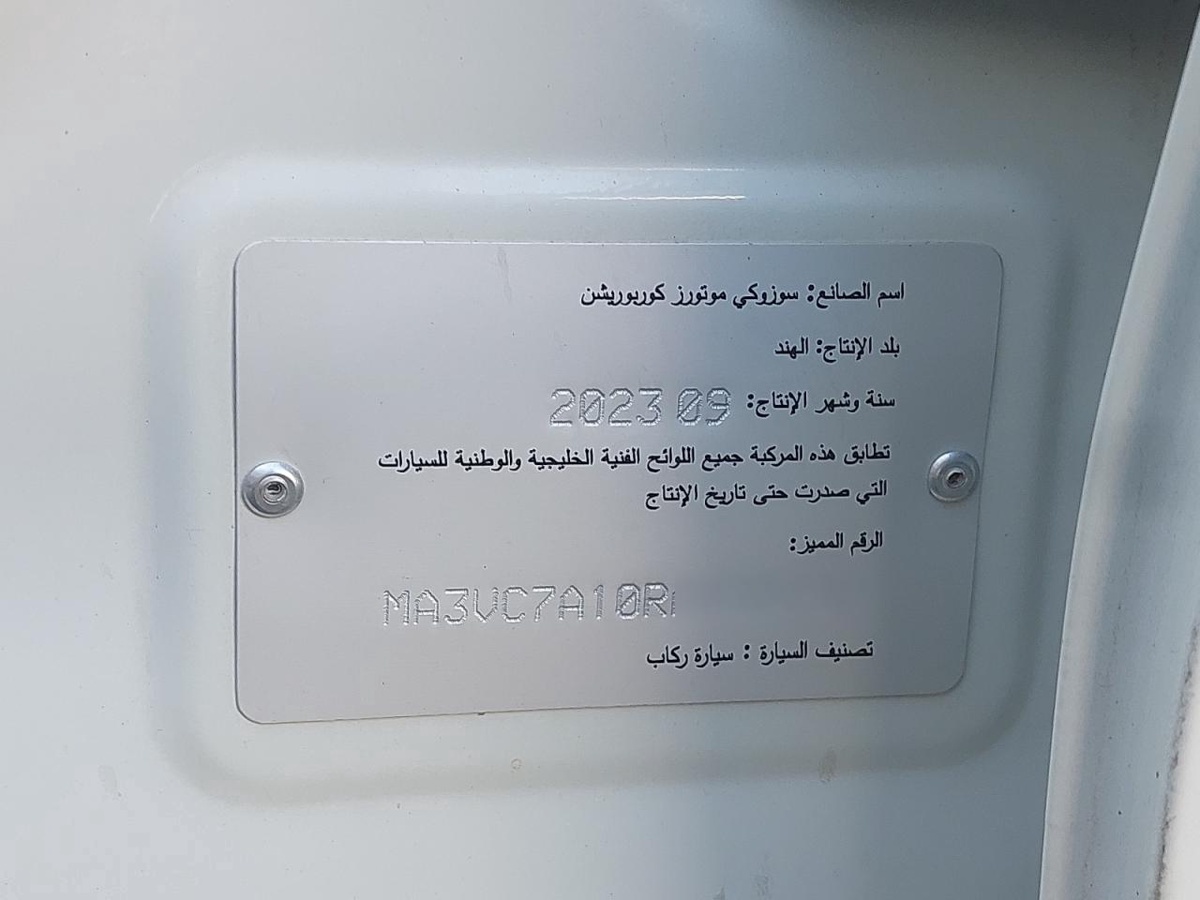 اسم الصانع: سوزوكي موتورز كوربوريشن
بلد الإنتاج: الهند
سنة وشهر الإنتاج: 2023 09
تطابق هذه المركبة جميع اللوائح الفنية الخليجية والوطنية للسيارات
التي صدرت حتى تاريخ الإنتاج
الرقم المميز:
MA3VC7A10R
تصنيف السيارة : سيارة ركاب